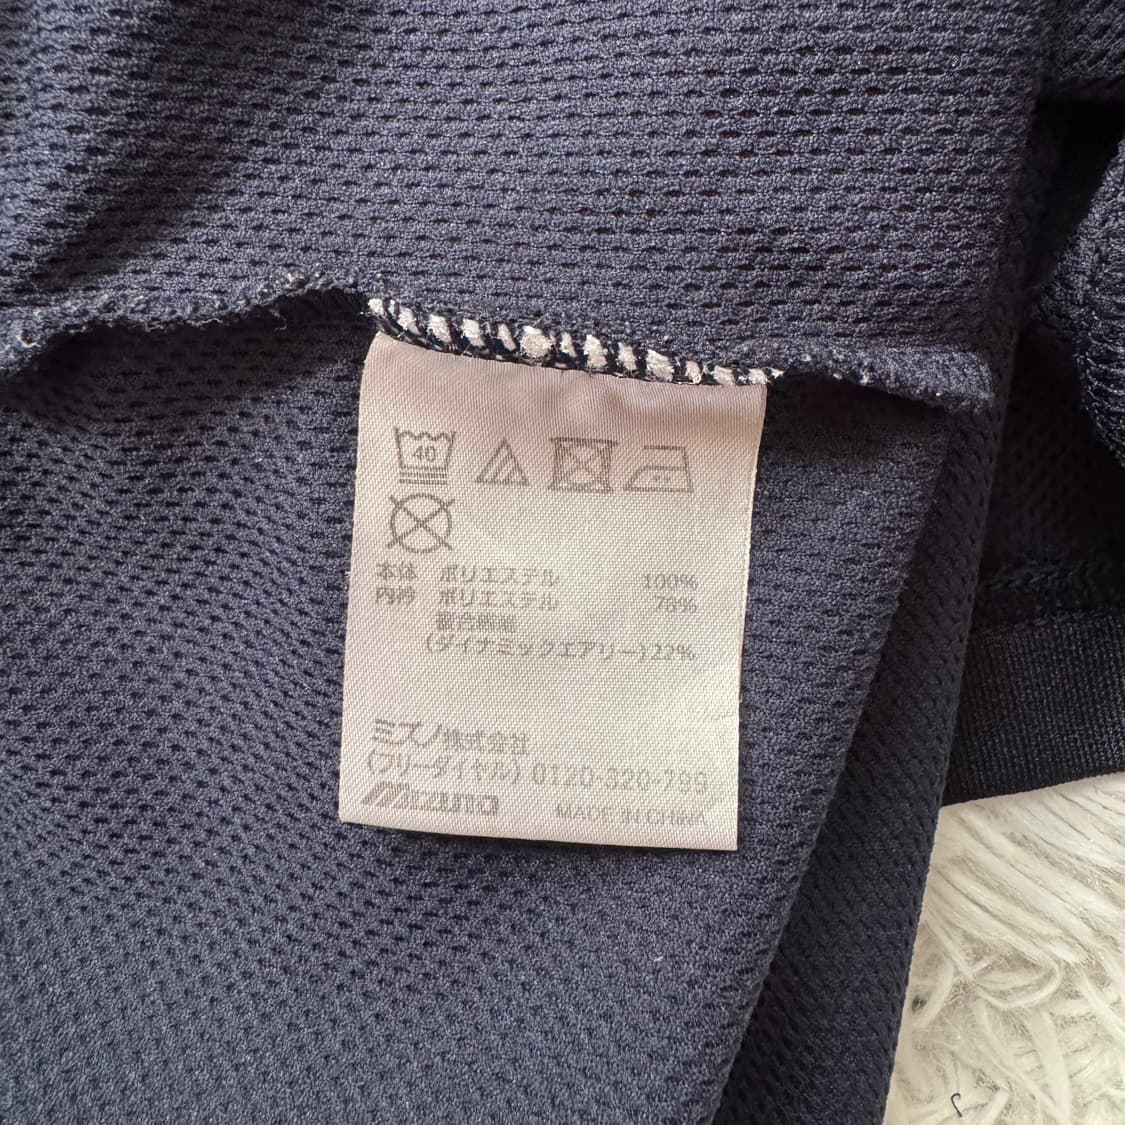 40
本体 ポリエステル 100%
内衿 ポリエステル 78%
複合繊維
(ダイナミックエアリー)22%
ミズノ株式会社
(フリーダイヤル) 0120-320-799
MIZUNO MADE IN CHINA